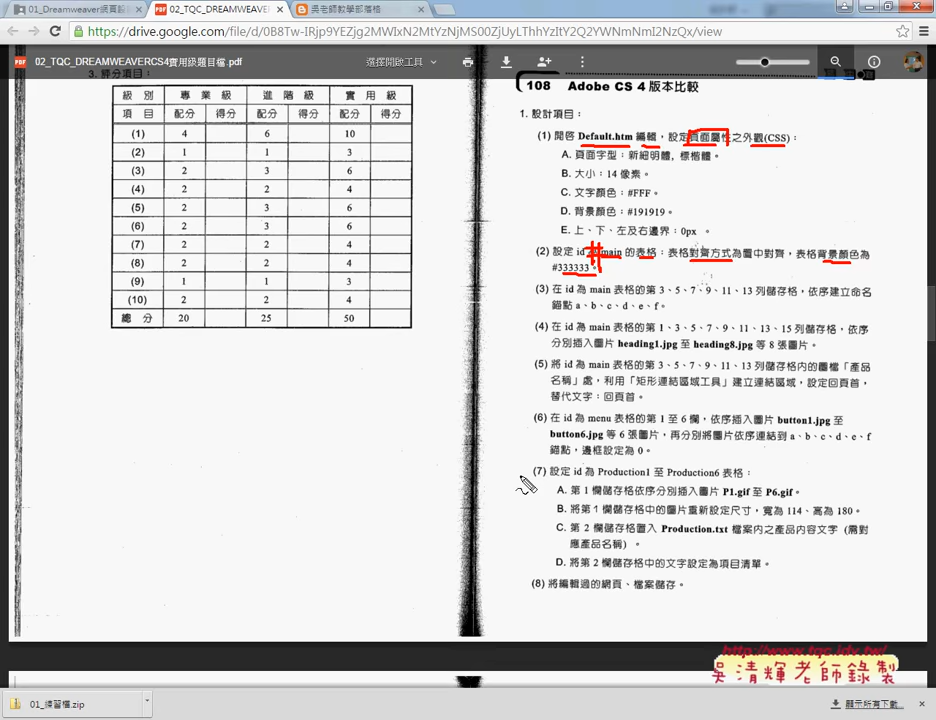 01_Dreamweaver網頁設
02_TQC_DREAMWEAVER
吳老師教學部落格
https://drive.google.com/file/d/0B8Tw-IRjp9YEZjg2MWIxN2MtYzNjMS00ZjUyLThhYzItY2Q2YWNmNmI2NzQx/view
02_TQC_DREAMWEAVERCS4實用級題目檔.pdf
選擇開啟工具
3. 評分項目：
級別 專業級 進階級 實用級
項目 配分 得分 配分 得分 配分 得分
(1) 4 6 10
(2) 1 1 3
(3) 2 3 6
(4) 2 2 4
(5) 2 3 6
(6) 2 3 6
(7) 2 2 4
(8) 2 2 4
(9) 1 1 3
(10) 2 2 4
總分 20 25 50
108 Adobe CS 4 版本比較
1. 設計項目：
(1) 開啓 Default.htm 編輯，設定頁面屬性之外觀(CSS)：
A. 頁面字型：新細明體, 標楷體。
B. 大小：14 像素。
C. 文字顏色：#FFF。
D. 背景顏色：#191919。
E. 上、下、左及右邊界：0px 。
(2) 設定 id 為 main 的表格：表格對齊方式為置中對齊，表格背景顏色為
#333333。
(3) 在 id 為 main 表格的第 3、5、7、9、11、13 列儲存格，依序建立命名
錨點 a、b、c、d、e、f。
(4) 在 id 為 main 表格的第 1、3、5、7、9、11、13、15 列儲存格，依序
分別插入圖片 heading1.jpg 至 heading8.jpg 等 8 張圖片。
(5) 將 id 為 main 表格的第 3、5、7、9、11、13 列儲存格內的圖檔「產品
名稱」處，利用「矩形連結區域工具」建立連結區域，設定回頁首，
替代文字：回頁首。
(6) 在 id 為 menu 表格的第 1 至 6 欄，依序插入圖片 button1.jpg 至
button6.jpg 等 6 張圖片，再分別將圖片依序連結到 a、b、c、d、e、f
錨點，邊框設定為 0。
(7) 設定 id 為 Production1 至 Production6 表格：
A. 第 1 欄儲存格依序分別插入圖片 P1.gif 至 P6.gif。
B. 將第 1 欄儲存格中的圖片重新設定尺寸，寬為 114、高為 180。
C. 第 2 欄儲存格置入 Production.txt 檔案內之產品內容文字 (需對
應產品名稱) 。
D. 將第 2 欄儲存格中的文字設定為項目清單。
(8) 將編輯過的網頁、檔案儲存。
http://www.tqc.idv.tw/
吳清輝老師錄製
01_練習檔.zip
顯示所有下載...